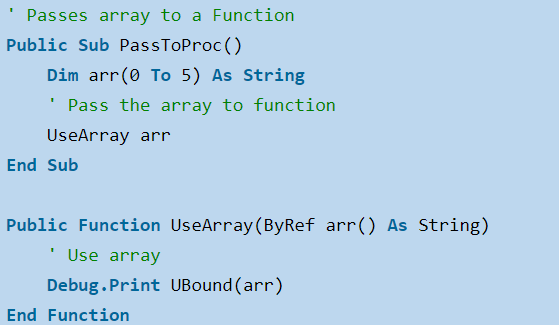 ' Passes array to a Function
Public Sub PassToProc()
    Dim arr(0 To 5) As String
    ' Pass the array to function
    UseArray arr
End Sub

Public Function UseArray(ByRef arr() As String)
    ' Use array
    Debug.Print UBound(arr)
End Function